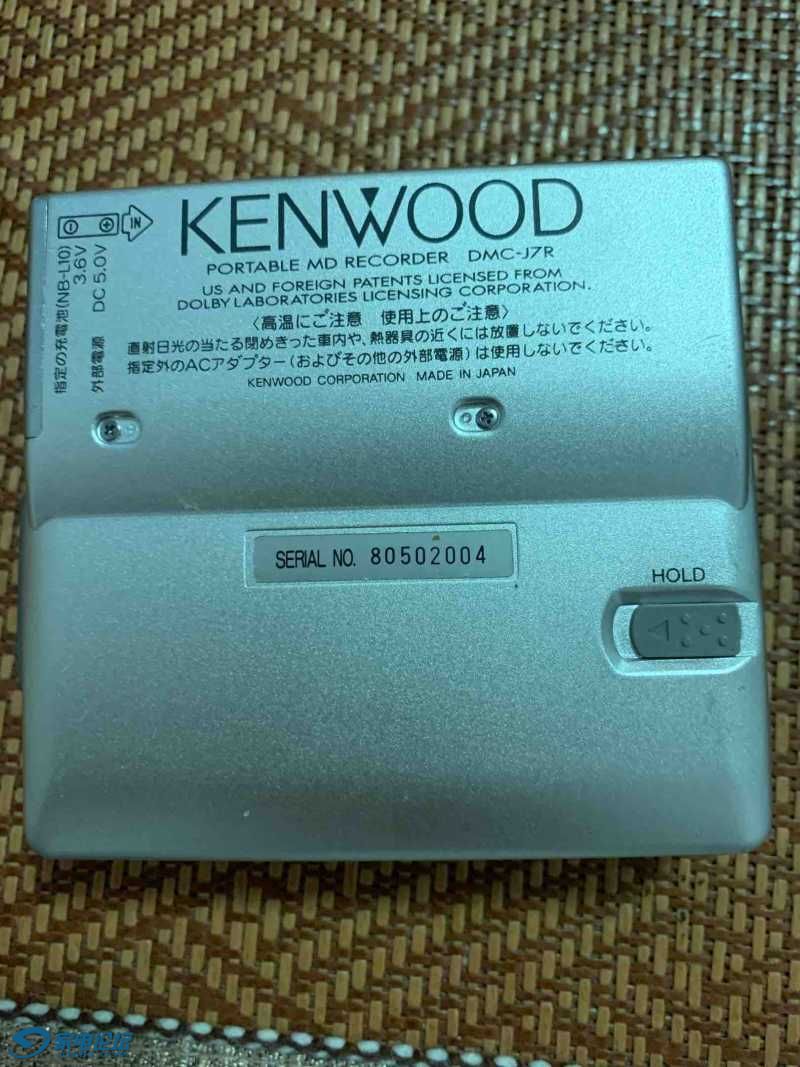 KENWOOD
PORTABLE MD RECORDER DMC-J7R
US AND FOREIGN PATENTS LICENSED FROM
DOLBY LABORATORIES LICENSING CORPORATION.
〈高温にご注意 使用上のご注意〉
直射日光の当たる閉めきった車内や、熱器具の近くには放置しないでください。
指定外のACアダプター(およびその他の外部電源)は使用しないでください。
KENWOOD CORPORATION MADE IN JAPAN
IN
指定の充電池(NB-L10)
3.6V
外部電源 DC 5.0V
SERIAL NO. 80502004
HOLD